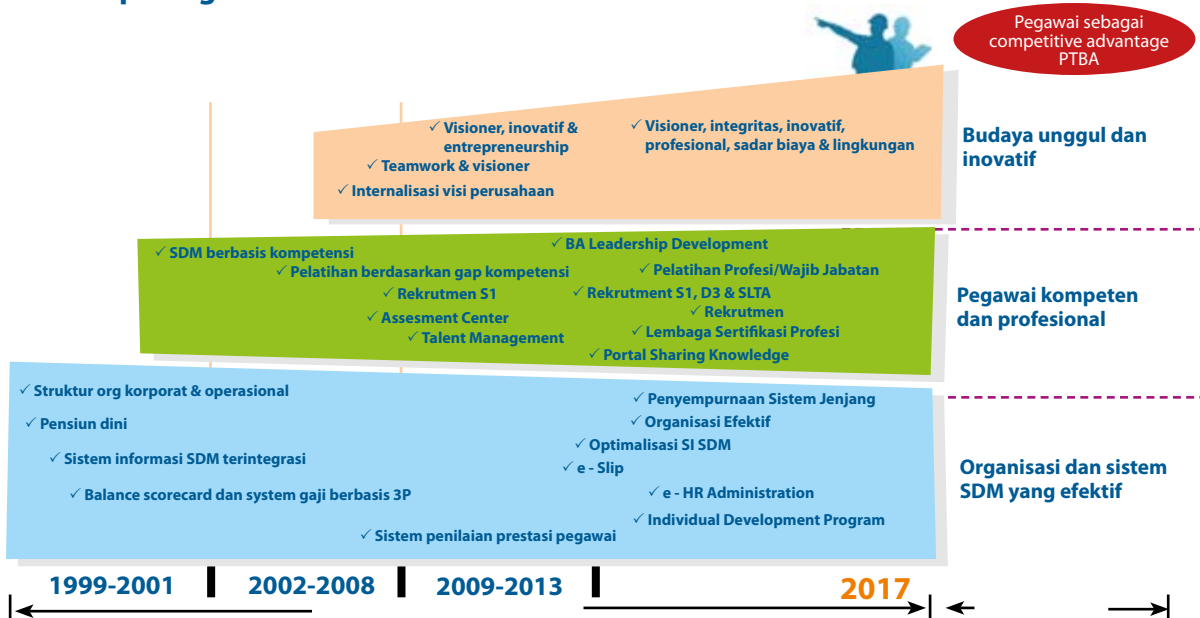 Pegawai sebagai
competitive advantage
PTBA
✓ Visioner, inovatif &
entrepreneurship
✓ Teamwork & visioner
✓ Internalisasi visi perusahaan
✓ Visioner, integritas, inovatif,
profesional, sadar biaya & lingkungan
Budaya unggul dan
inovatif
✓ SDM berbasis kompetensi
✓ Pelatihan berdasarkan gap kompetensi
✓ Rekrutmen S1
✓ Assesment Center
✓ Talent Management
✓ BA Leadership Development
✓ Pelatihan Profesi/Wajib Jabatan
✓ Rekrutment S1, D3 & SLTA
✓ Rekrutmen
✓ Lembaga Sertifikasi Profesi
✓ Portal Sharing Knowledge
Pegawai kompeten
dan profesional
✓ Struktur org korporat & operasional
✓ Pensiun dini
✓ Sistem informasi SDM terintegrasi
✓ Balance scorecard dan system gaji berbasis 3P
✓ Sistem penilaian prestasi pegawai
✓ Penyempurnaan Sistem Jenjang
✓ Organisasi Efektif
✓ Optimalisasi SI SDM
✓ e - Slip
✓ e - HR Administration
✓ Individual Development Program
Organisasi dan sistem
SDM yang efektif
1999-2001
2002-2008
2009-2013
2017